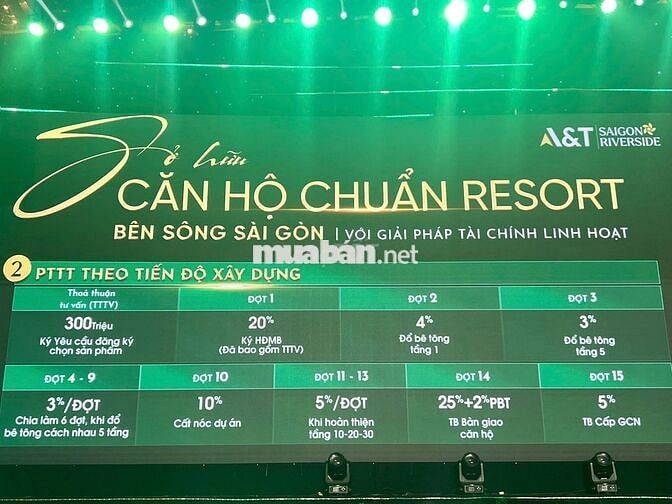 Sở hữu
A&T SAIGON RIVERSIDE
CĂN HỘ CHUẨN RESORT
BÊN SÔNG SÀI GÒN | VỚI GIẢI PHÁP TÀI CHÍNH LINH HOẠT
muaban.net
2 PTTT THEO TIẾN ĐỘ XÂY DỰNG
Thoả thuận tư vấn (TTTV) ĐỢT 1 ĐỢT 2 ĐỢT 3
300Triệu 20% 4% 3%
Ký Yêu cầu đăng ký Ký HĐMB Đổ bê tông Đổ bê tông
chọn sản phẩm (Đã bao gồm TTTV) tầng 1 tầng 5
ĐỢT 4 - 9 ĐỢT 10 ĐỢT 11 - 13 ĐỢT 14 ĐỢT 15
3%/ĐỢT 10% 5%/ĐỢT 25%+2%PBT 5%
Chia làm 6 đợt, khi đổ Cất nóc dự án Khi hoàn thiện TB Bàn giao TB Cấp GCN
bê tông cách nhau 5 tầng tầng 10-20-30 căn hộ